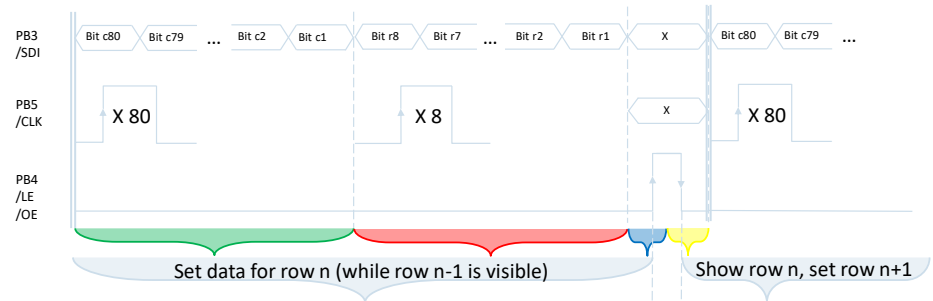 PB3
/SDI
Bit c80 Bit c79 ... Bit c2 Bit c1 Bit r8 Bit r7 ... Bit r2 Bit r1 X Bit c80 Bit c79 ...
PB5
/CLK
X 80 X 8 X X 80
PB4
/LE
/OE
Set data for row n (while row n-1 is visible) Show row n, set row n+1